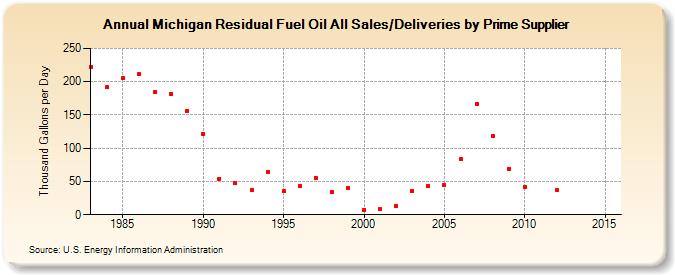 Annual Michigan Residual Fuel Oil All Sales/Deliveries by Prime Supplier
Thousand Gallons per Day
250
200
150
100
50
0
1985 1990 1995 2000 2005 2010 2015
Source: U.S. Energy Information Administration